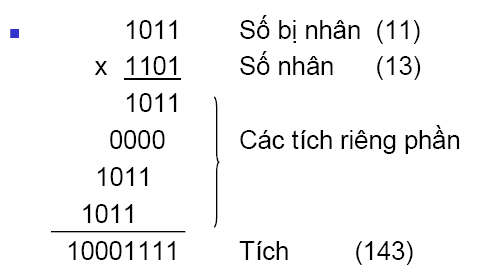 1011 Số bị nhân (11)
x 1101 Số nhân (13)
1011
0000 Các tích riêng phần
1011
1011
10001111 Tích (143)